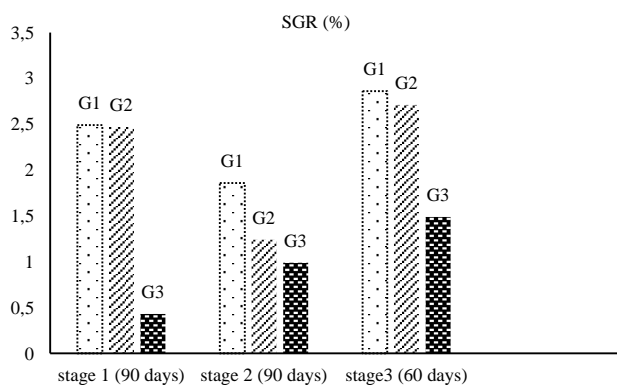 SGR (%)
3,5
3
2,5
2
1,5
1
0,5
0
G1
G2
G3
G1
G2
G3
G1
G2
G3
stage 1 (90 days)
stage 2 (90 days)
stage3 (60 days)